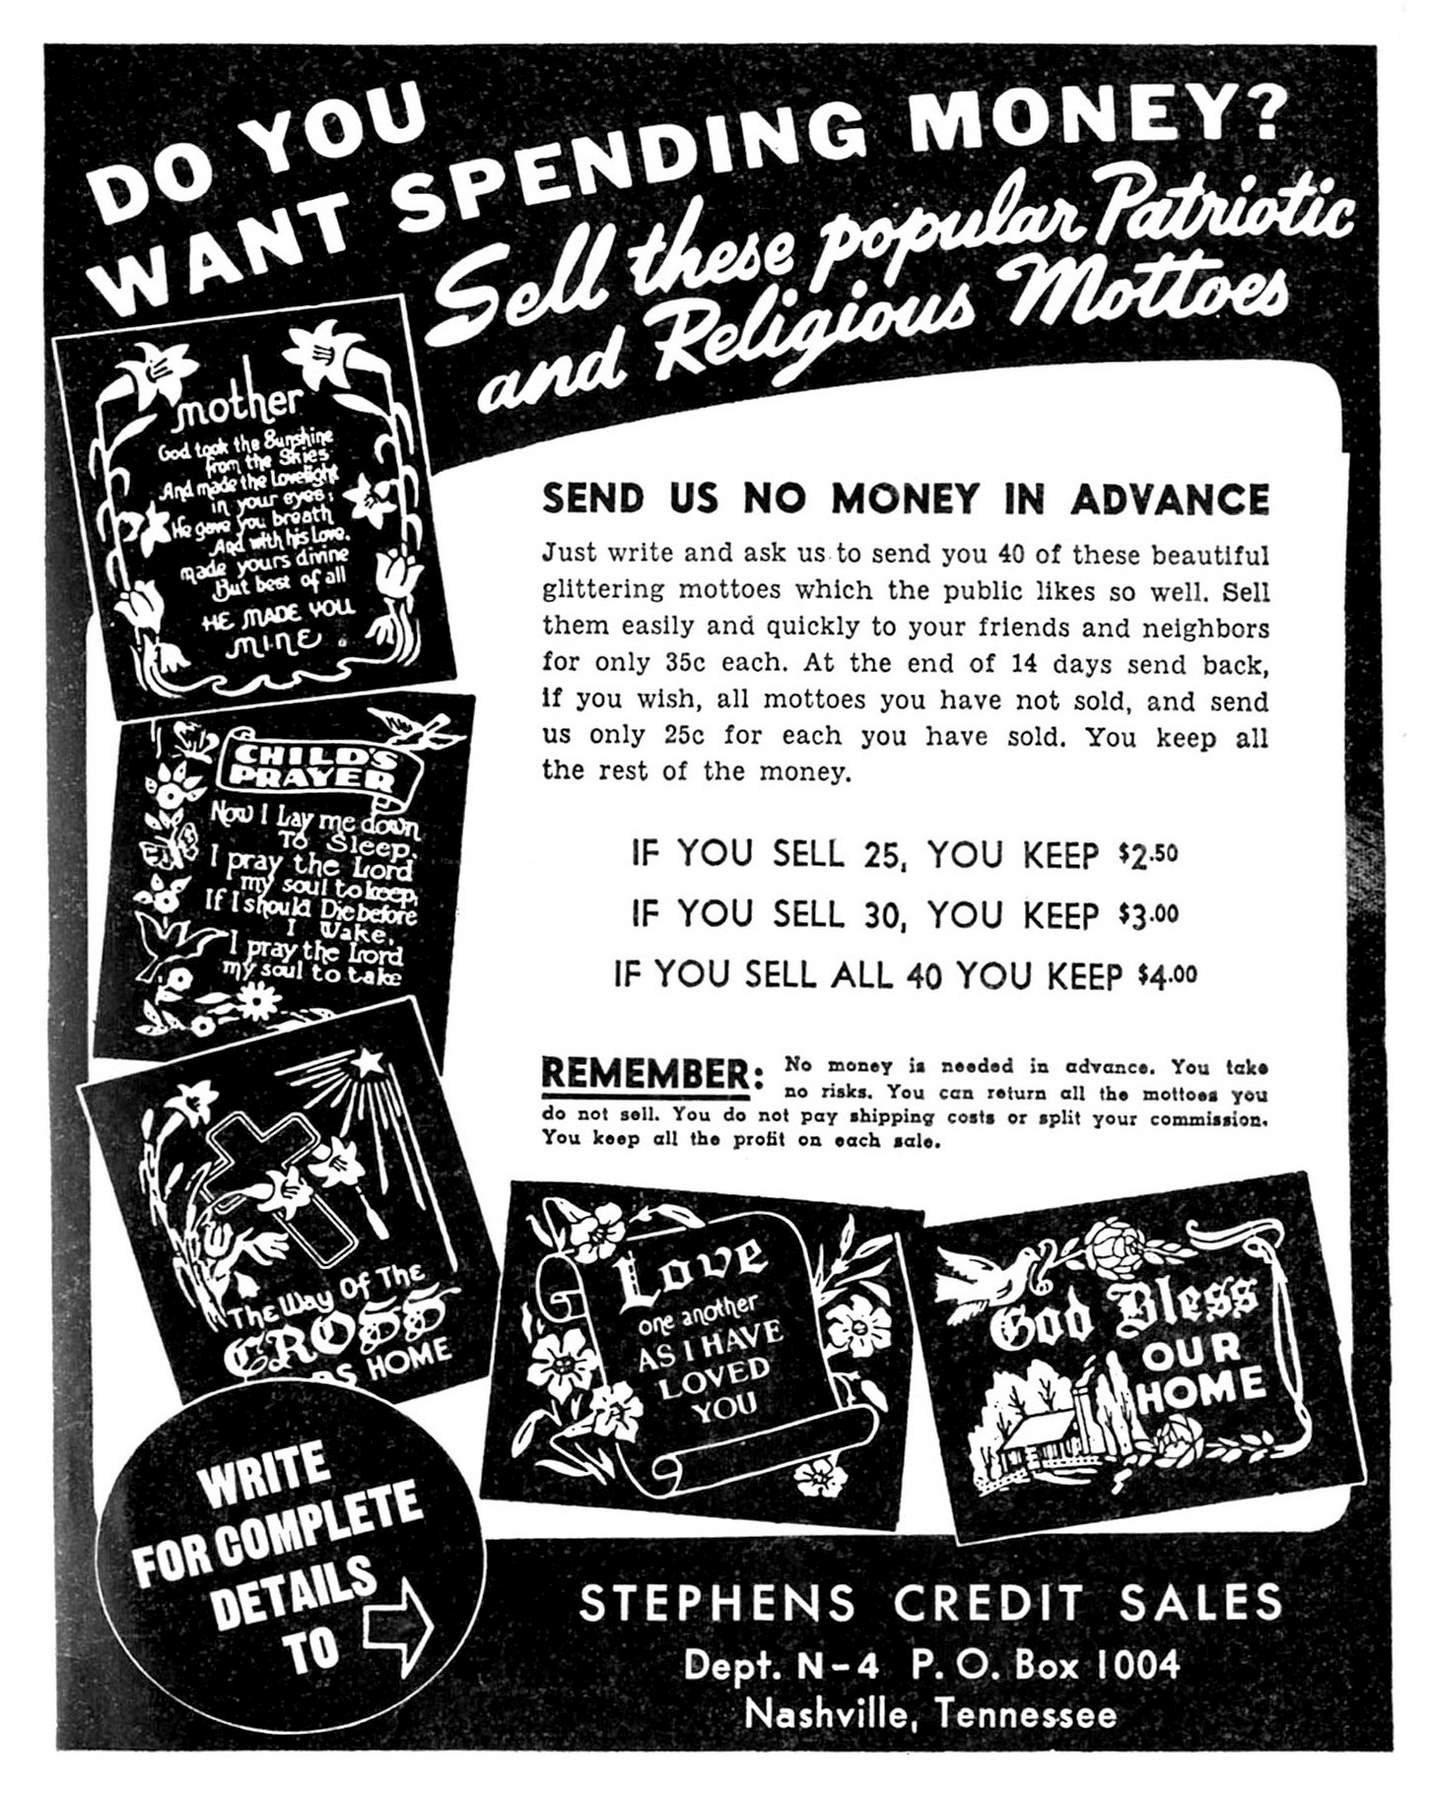 DO YOU
WANT SPENDING MONEY?
Sell these popular Patriotic
and Religious Mottoes
mother
God took the Sunshine
from the Skies
And made the Lovelight
in your eyes;
He gave you breath
And with his Love.
made yours divine
But best of all
HE MADE YOU
MINE.
CHILD'S
PRAYER
Now I Lay me down
To Sleep,
I pray the Lord
my soul to keep,
If I should Die before
I Wake,
I pray the Lord
my soul to take
The Way Of The
CROSS
HOME
SEND US NO MONEY IN ADVANCE
Just write and ask us to send you 40 of these beautiful
glittering mottoes which the public likes so well. Sell
them easily and quickly to your friends and neighbors
for only 35c each. At the end of 14 days send back,
if you wish, all mottoes you have not sold, and send
us only 25c for each you have sold. You keep all
the rest of the money.
IF YOU SELL 25, YOU KEEP $2.50
IF YOU SELL 30, YOU KEEP $3.00
IF YOU SELL ALL 40 YOU KEEP $4.00
REMEMBER: No money is needed in advance. You take
no risks. You can return all the mottoes you
do not sell. You do not pay shipping costs or split your commission.
You keep all the profit on each sale.
Love
one another
AS I HAVE
LOVED
YOU
God Bless
OUR
HOME
WRITE
FOR COMPLETE
DETAILS
TO
STEPHENS CREDIT SALES
Dept. N-4 P. O. Box 1004
Nashville, Tennessee